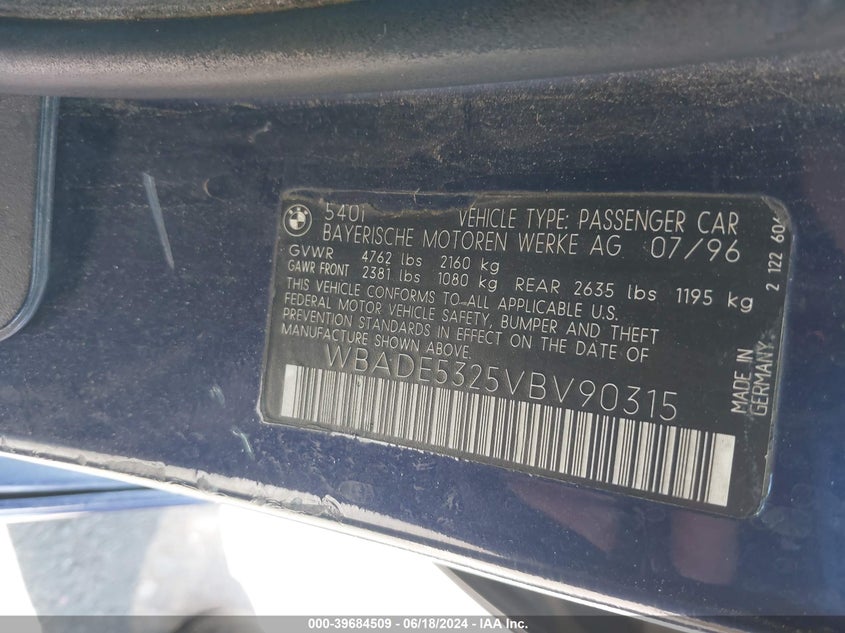 540i VEHICLE TYPE: PASSENGER CAR
BAYERISCHE MOTOREN WERKE AG 07/96
GVWR 4762 lbs 2160 kg
GAWR FRONT 2381 lbs 1080 kg REAR 2635 lbs 1195 kg
THIS VEHICLE CONFORMS TO ALL APPLICABLE U.S.
FEDERAL MOTOR VEHICLE SAFETY, BUMPER AND THEFT
PREVENTION STANDARDS IN EFFECT ON THE DATE OF
MANUFACTURE SHOWN ABOVE.
WBADE5325VBV90315
MADE IN
GERMANY
2 122 604
000-39684509 - 06/18/2024 - IAA Inc.